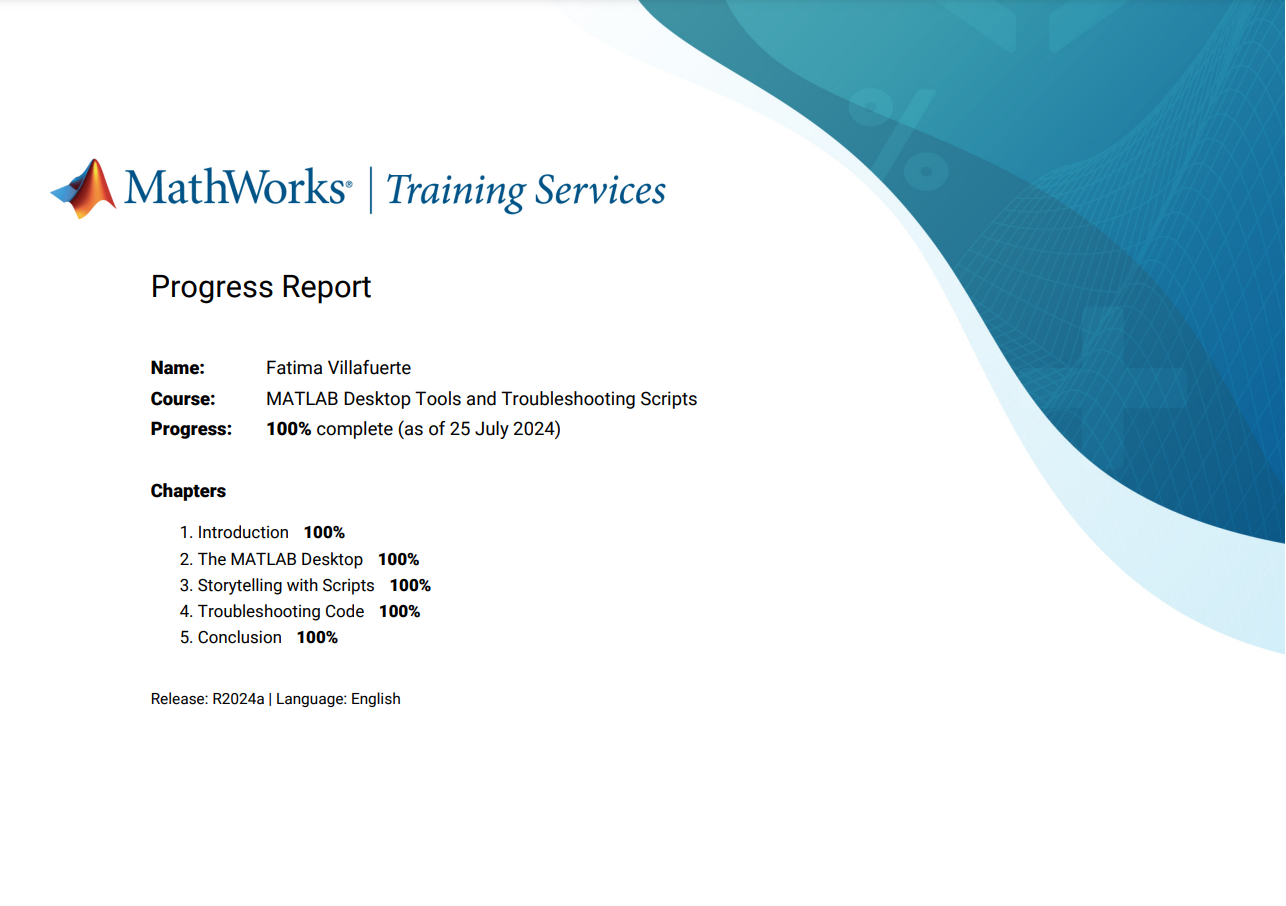 MathWorks® | Training Services
Progress Report
Name: Fatima Villafuerte
Course: MATLAB Desktop Tools and Troubleshooting Scripts
Progress: 100% complete (as of 25 July 2024)
Chapters
1. Introduction 100%
2. The MATLAB Desktop 100%
3. Storytelling with Scripts 100%
4. Troubleshooting Code 100%
5. Conclusion 100%
Release: R2024a | Language: English